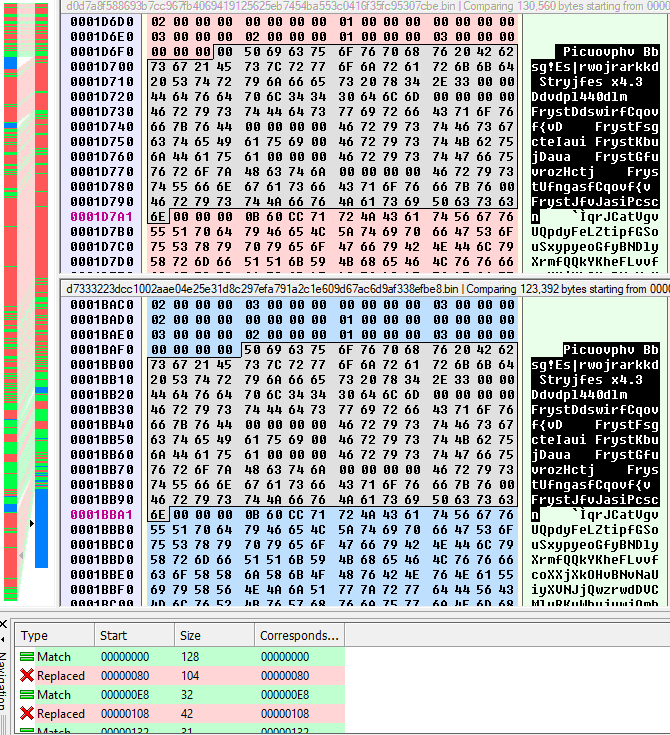 d0d7a8f588693b7cc967fb4069419125625eb7454ba553c0416f35fc95307cbe.bin | Comparing 130,560 bytes starting from 0000
0001D6D0 02 00 00 00 00 00 00 00 01 00 00 00 03 00 00 00
0001D6E0 03 00 00 00 02 00 00 00 01 00 00 00 03 00 00 00
0001D6F0 00 00 00 00 50 69 63 75 6F 76 70 68 76 20 42 62 Picuovphv Bb
0001D700 73 67 21 45 73 7C 72 77 6F 6A 72 61 72 6B 6B 64 sg!Es|rwojrarkkd
0001D710 20 53 74 72 79 6A 66 65 73 20 78 34 2E 33 00 00 Stryjfes x4.3
0001D720 44 64 76 64 70 6C 34 34 30 64 6C 6D 00 00 00 00 Ddvdpl440dlm
0001D730 46 72 79 73 74 44 64 73 77 69 72 66 43 71 6F 76 FrystDdswirfCqov
0001D740 66 7B 76 44 00 00 00 00 46 72 79 73 74 46 73 67 f{vD FrystFsg
0001D750 63 74 65 49 61 75 69 00 46 72 79 73 74 4B 62 75 cteIaui FrystKbu
0001D760 6A 44 61 75 61 00 00 00 46 72 79 73 74 47 66 75 jDaua FrystGfu
0001D770 76 72 6F 7A 48 63 74 6A 00 00 00 00 46 72 79 73 vrozHctj Frys
0001D780 74 55 66 6E 67 61 73 66 43 71 6F 76 66 7B 76 00 tUfngasfCqovf{v
0001D790 46 72 79 73 74 4A 66 76 4A 61 73 69 50 63 73 63 FrystJfvJasiPcsc
0001D7A1 6E 00 00 00 0B 60 CC 71 72 4A 43 61 74 56 67 76 n `ÌqrJCatVgv
0001D7B0 55 51 70 64 79 46 65 4C 5A 74 69 70 66 47 53 6F UQpdyFeLZtipfGSo
0001D7C0 75 53 78 79 70 79 65 6F 47 66 79 42 4E 44 6C 79 uSxypyeoGfyBNDly
0001D7D0 58 72 6D 66 51 51 6B 59 4B 68 65 46 4C 76 76 66 XrmfQQkYKheFLvvf
d7333223dcc1002aae04e25e31d8c297efa791a2c1e609d67ac6d9af338efbe8.bin | Comparing 123,392 bytes starting from 0000
0001BAC0 02 00 00 00 03 00 00 00 00 00 00 00 03 00 00 00
0001BAD0 02 00 00 00 00 00 00 00 01 00 00 00 03 00 00 00
0001BAE0 03 00 00 00 02 00 00 00 01 00 00 00 03 00 00 00
0001BAF0 00 00 00 00 50 69 63 75 6F 76 70 68 76 20 42 62 Picuovphv Bb
0001BB00 73 67 21 45 73 7C 72 77 6F 6A 72 61 72 6B 6B 64 sg!Es|rwojrarkkd
0001BB10 20 53 74 72 79 6A 66 65 73 20 78 34 2E 33 00 00 Stryjfes x4.3
0001BB20 44 64 76 64 70 6C 34 34 30 64 6C 6D 00 00 00 00 Ddvdpl440dlm
0001BB30 46 72 79 73 74 44 64 73 77 69 72 66 43 71 6F 76 FrystDdswirfCqov
0001BB40 66 7B 76 44 00 00 00 00 46 72 79 73 74 46 73 67 f{vD FrystFsg
0001BB50 63 74 65 49 61 75 69 00 46 72 79 73 74 4B 62 75 cteIaui FrystKbu
0001BB60 6A 44 61 75 61 00 00 00 46 72 79 73 74 47 66 75 jDaua FrystGfu
0001BB70 76 72 6F 7A 48 63 74 6A 00 00 00 00 46 72 79 73 vrozHctj Frys
0001BB80 74 55 66 6E 67 61 73 66 43 71 6F 76 66 7B 76 00 tUfngasfCqovf{v
0001BB90 46 72 79 73 74 4A 66 76 4A 61 73 69 50 63 73 63 FrystJfvJasiPcsc
0001BBA1 6E 00 00 00 0B 60 CC 71 72 4A 43 61 74 56 67 76 n `ÌqrJCatVgv
0001BBB0 55 51 70 64 79 46 65 4C 5A 74 69 70 66 47 53 6F UQpdyFeLZtipfGSo
0001BBC0 75 53 78 79 70 79 65 6F 47 66 79 42 4E 44 6C 79 uSxypyeoGfyBNDly
0001BBD0 58 72 6D 66 51 51 6B 59 4B 68 65 46 4C 76 76 66 XrmfQQkYKheFLvvf
0001BBE0 63 6F 58 58 6A 58 6B 4F 48 76 42 4E 76 4E 61 55 coXXjXkOHvBNvNaU
0001BBF0 69 79 58 56 4E 4A 6A 51 77 7A 72 77 64 44 56 43 iyXVNJjQwzrwdDVC
0001BC00
Navigation
Type Start Size Corresponds...
Match 00000000 128 00000000
Replaced 00000080 104 00000080
Match 000000E8 32 000000E8
Replaced 00000108 42 00000108
Match 00000132 31 00000132